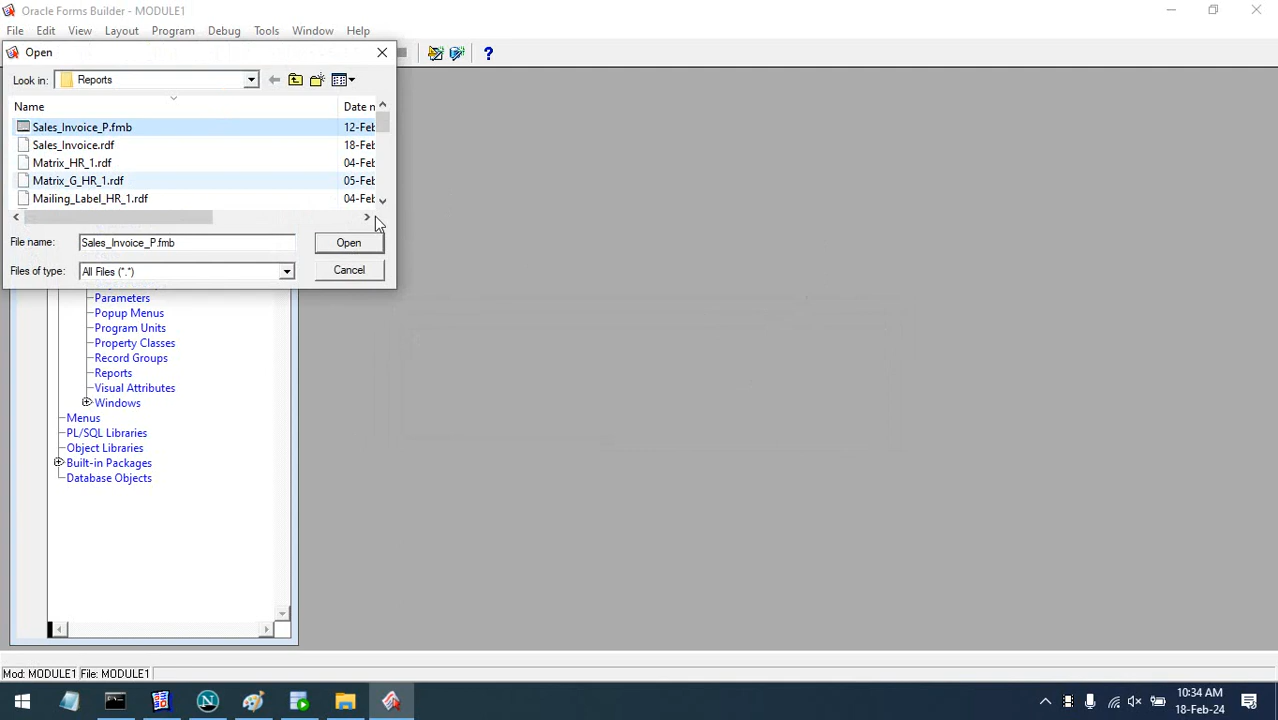 Oracle Forms Builder - MODULE1
File Edit View Layout Program Debug Tools Window Help
Open
Look in: Reports
Name Date n
Sales_Invoice_P.fmb 12-Feb
Sales_Invoice.rdf 18-Feb
Matrix_HR_1.rdf 04-Feb
Matrix_G_HR_1.rdf 05-Feb
Mailing_Label_HR_1.rdf 04-Feb
File name: Sales_Invoice_P.fmb Open
Files of type: All Files (*.*) Cancel
Parameters
Popup Menus
Program Units
Property Classes
Record Groups
Reports
Visual Attributes
Windows
Menus
PL/SQL Libraries
Object Libraries
Built-in Packages
Database Objects
Mod: MODULE1 File: MODULE1
10:34 AM
18-Feb-24